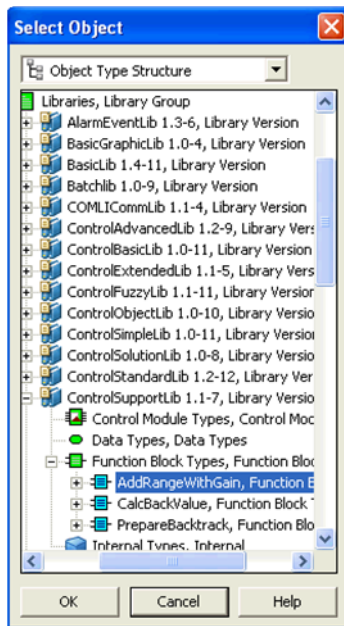 Select Object
Object Type Structure
Libraries, Library Group
AlarmEventLib 1.3-6, Library Version
BasicGraphicLib 1.0-4, Library Version
BasicLib 1.4-11, Library Version
Batchlib 1.0-9, Library Version
COMLICommLib 1.1-4, Library Version
ControlAdvancedLib 1.2-9, Library Vers
ControlBasicLib 1.0-11, Library Version
ControlExtendedLib 1.1-5, Library Vers
ControlFuzzyLib 1.1-11, Library Version
ControlObjectLib 1.0-10, Library Version
ControlSimpleLib 1.0-11, Library Version
ControlSolutionLib 1.0-8, Library Version
ControlStandardLib 1.2-12, Library Ver
ControlSupportLib 1.1-7, Library Version
Control Module Types, Control Moc
Data Types, Data Types
Function Block Types, Function Bloc
AddRangeWithGain, Function B
CalcBackValue, Function Block T
PrepareBacktrack, Function Blo
Internal Types, Internal
OK Cancel Help